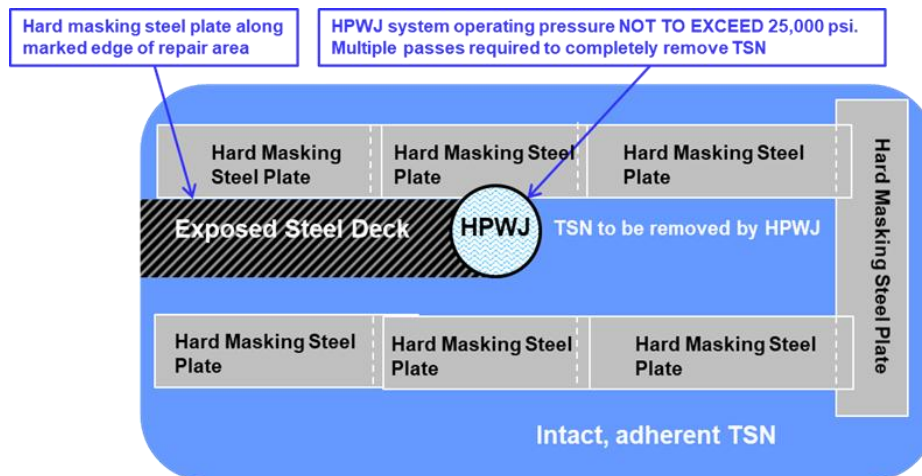 Hard masking steel plate along
marked edge of repair area
HPWJ system operating pressure NOT TO EXCEED 25,000 psi.
Multiple passes required to completely remove TSN
Hard Masking
Steel Plate
Hard Masking Steel
Plate
Hard Masking Steel
Plate
Hard Masking Steel Plate
Exposed Steel Deck
HPWJ
TSN to be removed by HPWJ
Hard Masking Steel
Plate
Hard Masking Steel
Plate
Hard Masking Steel
Plate
Intact, adherent TSN